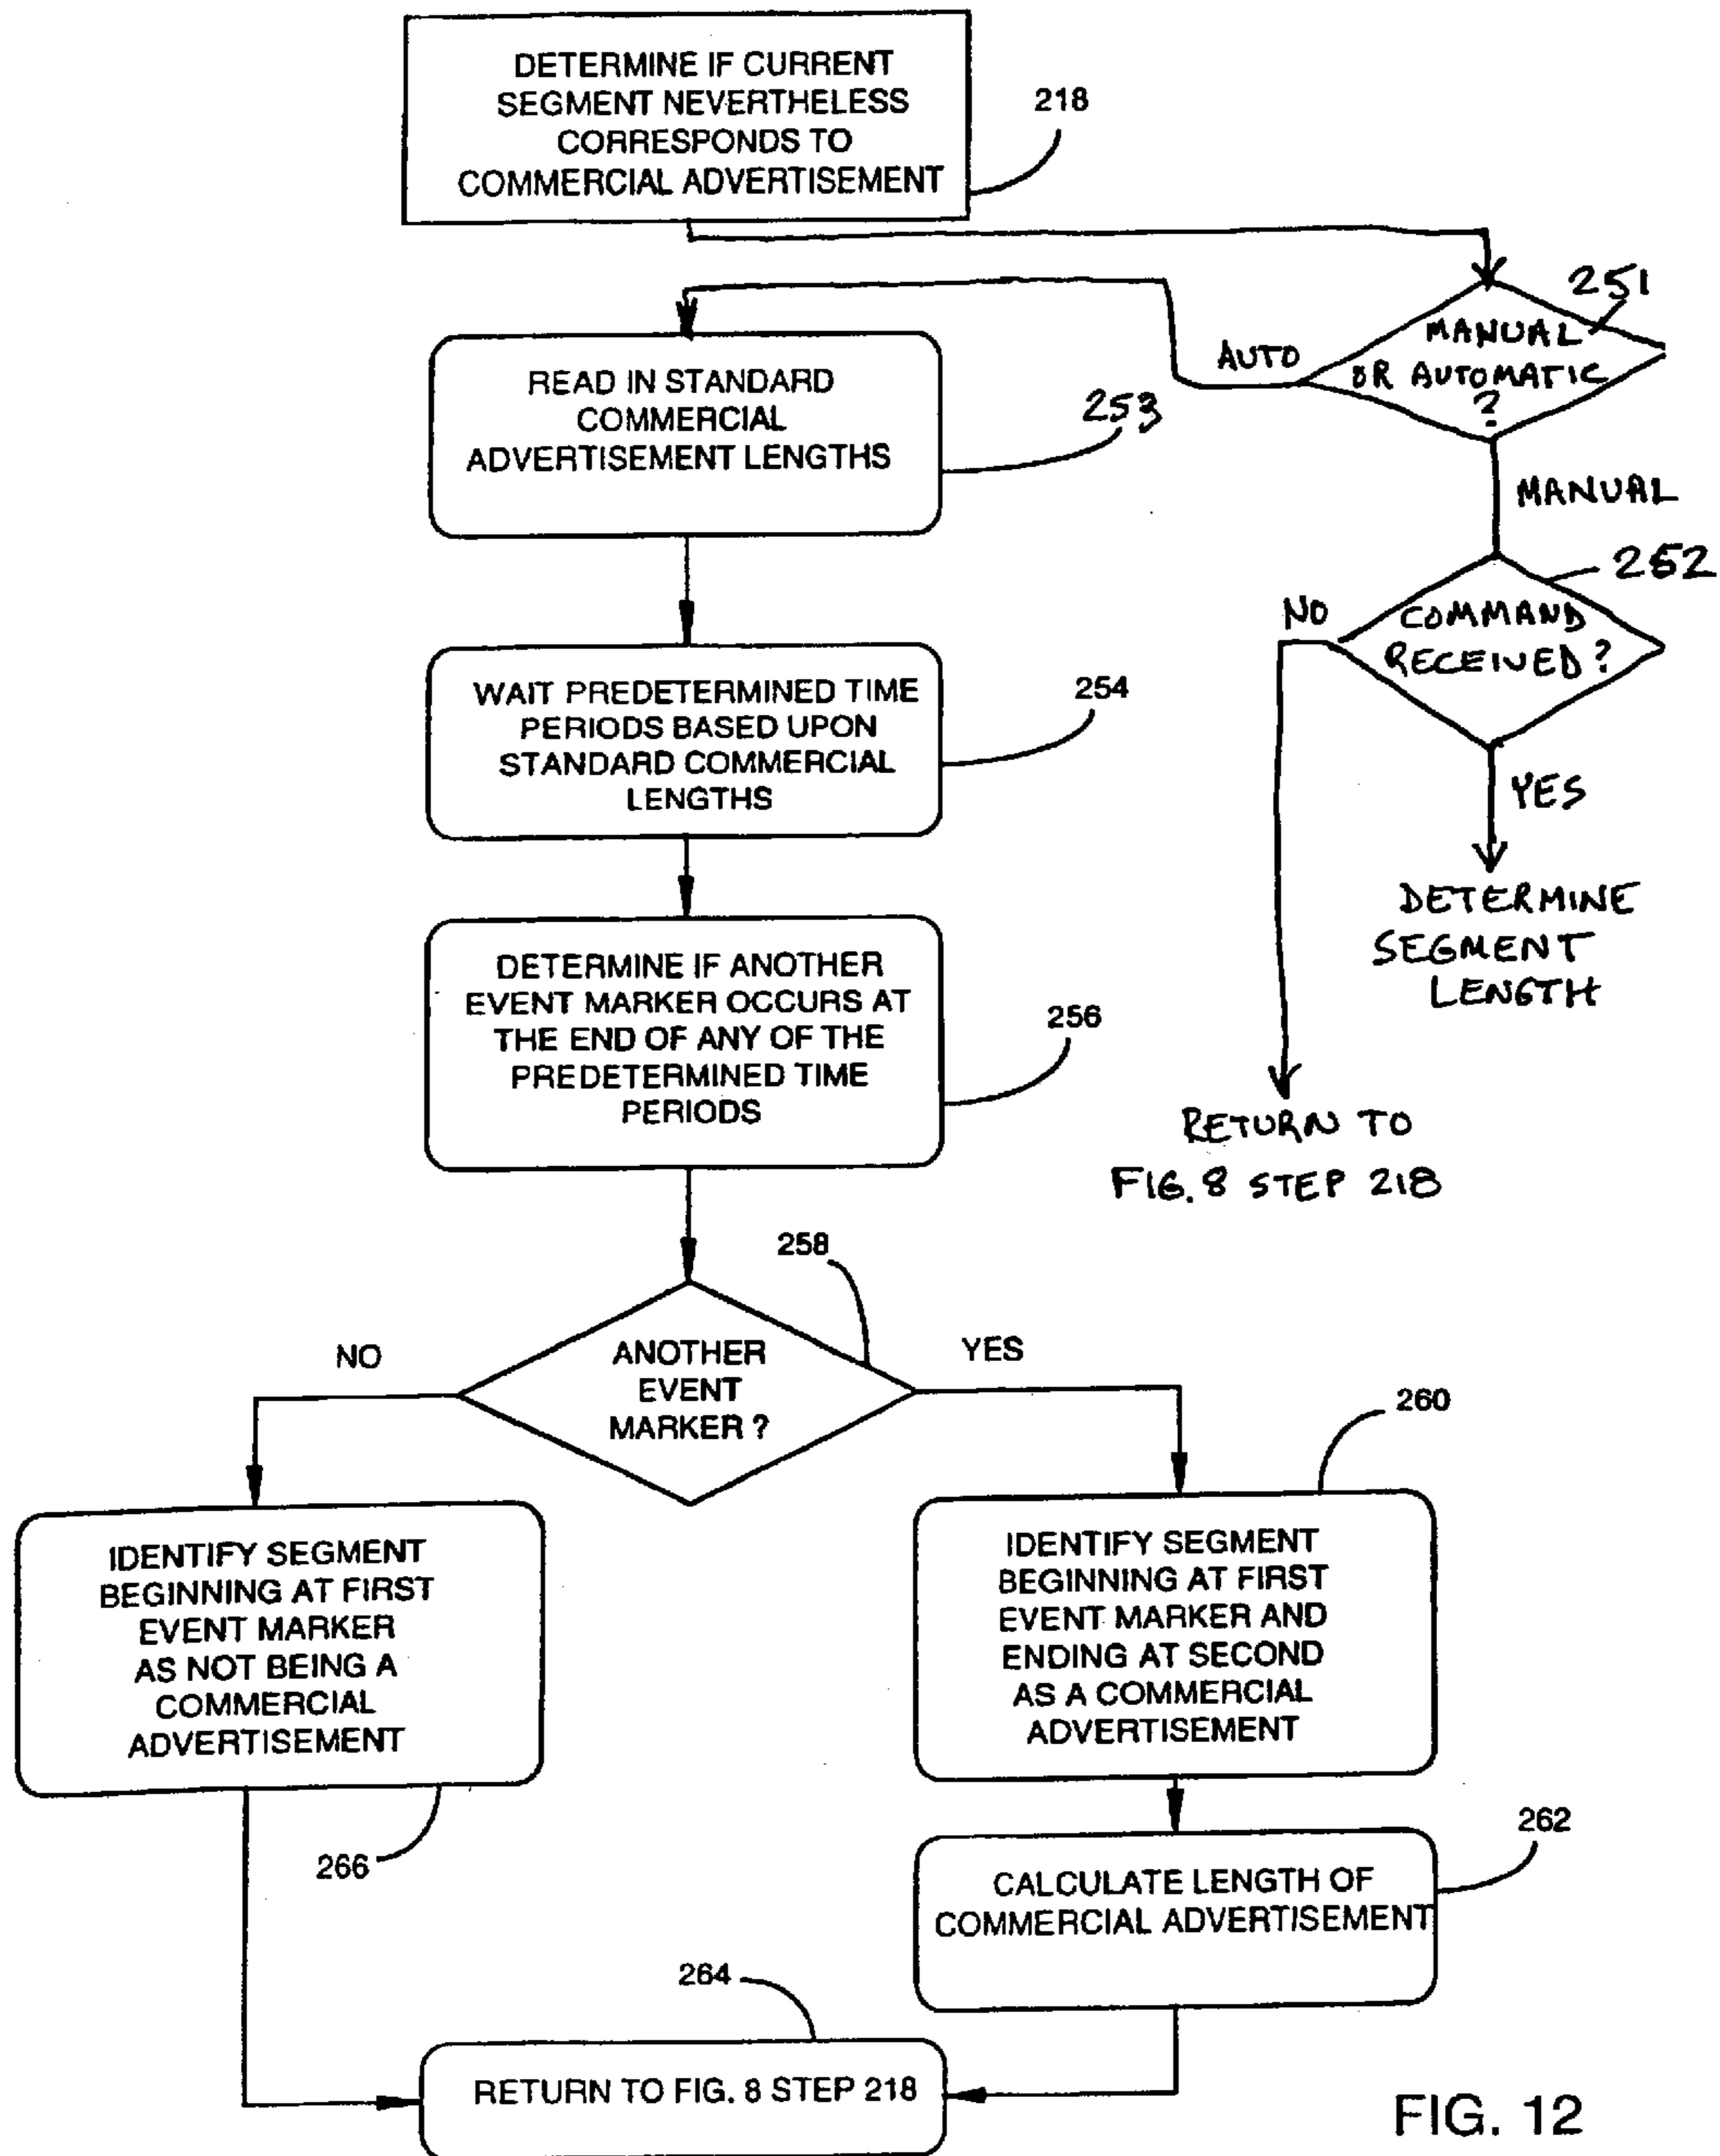 DETERMINE IF CURRENT
SEGMENT NEVERTHELESS
CORRESPONDS TO
COMMERCIAL ADVERTISEMENT
218
251
MANUAL
OR AUTOMATIC
?
AUTO
READ IN STANDARD
COMMERCIAL
ADVERTISEMENT LENGTHS
253
MANUAL
252
NO
COMMAND
RECEIVED?
YES
DETERMINE
SEGMENT
LENGTH
RETURN TO
FIG. 8 STEP 218
WAIT PREDETERMINED TIME
PERIODS BASED UPON
STANDARD COMMERCIAL
LENGTHS
254
DETERMINE IF ANOTHER
EVENT MARKER OCCURS AT
THE END OF ANY OF THE
PREDETERMINED TIME
PERIODS
256
258
NO
ANOTHER
EVENT
MARKER ?
YES
260
IDENTIFY SEGMENT
BEGINNING AT FIRST
EVENT MARKER
AS NOT BEING A
COMMERCIAL
ADVERTISEMENT
266
IDENTIFY SEGMENT
BEGINNING AT FIRST
EVENT MARKER AND
ENDING AT SECOND
AS A COMMERCIAL
ADVERTISEMENT
262
CALCULATE LENGTH OF
COMMERCIAL ADVERTISEMENT
264
RETURN TO FIG. 8 STEP 218
FIG. 12